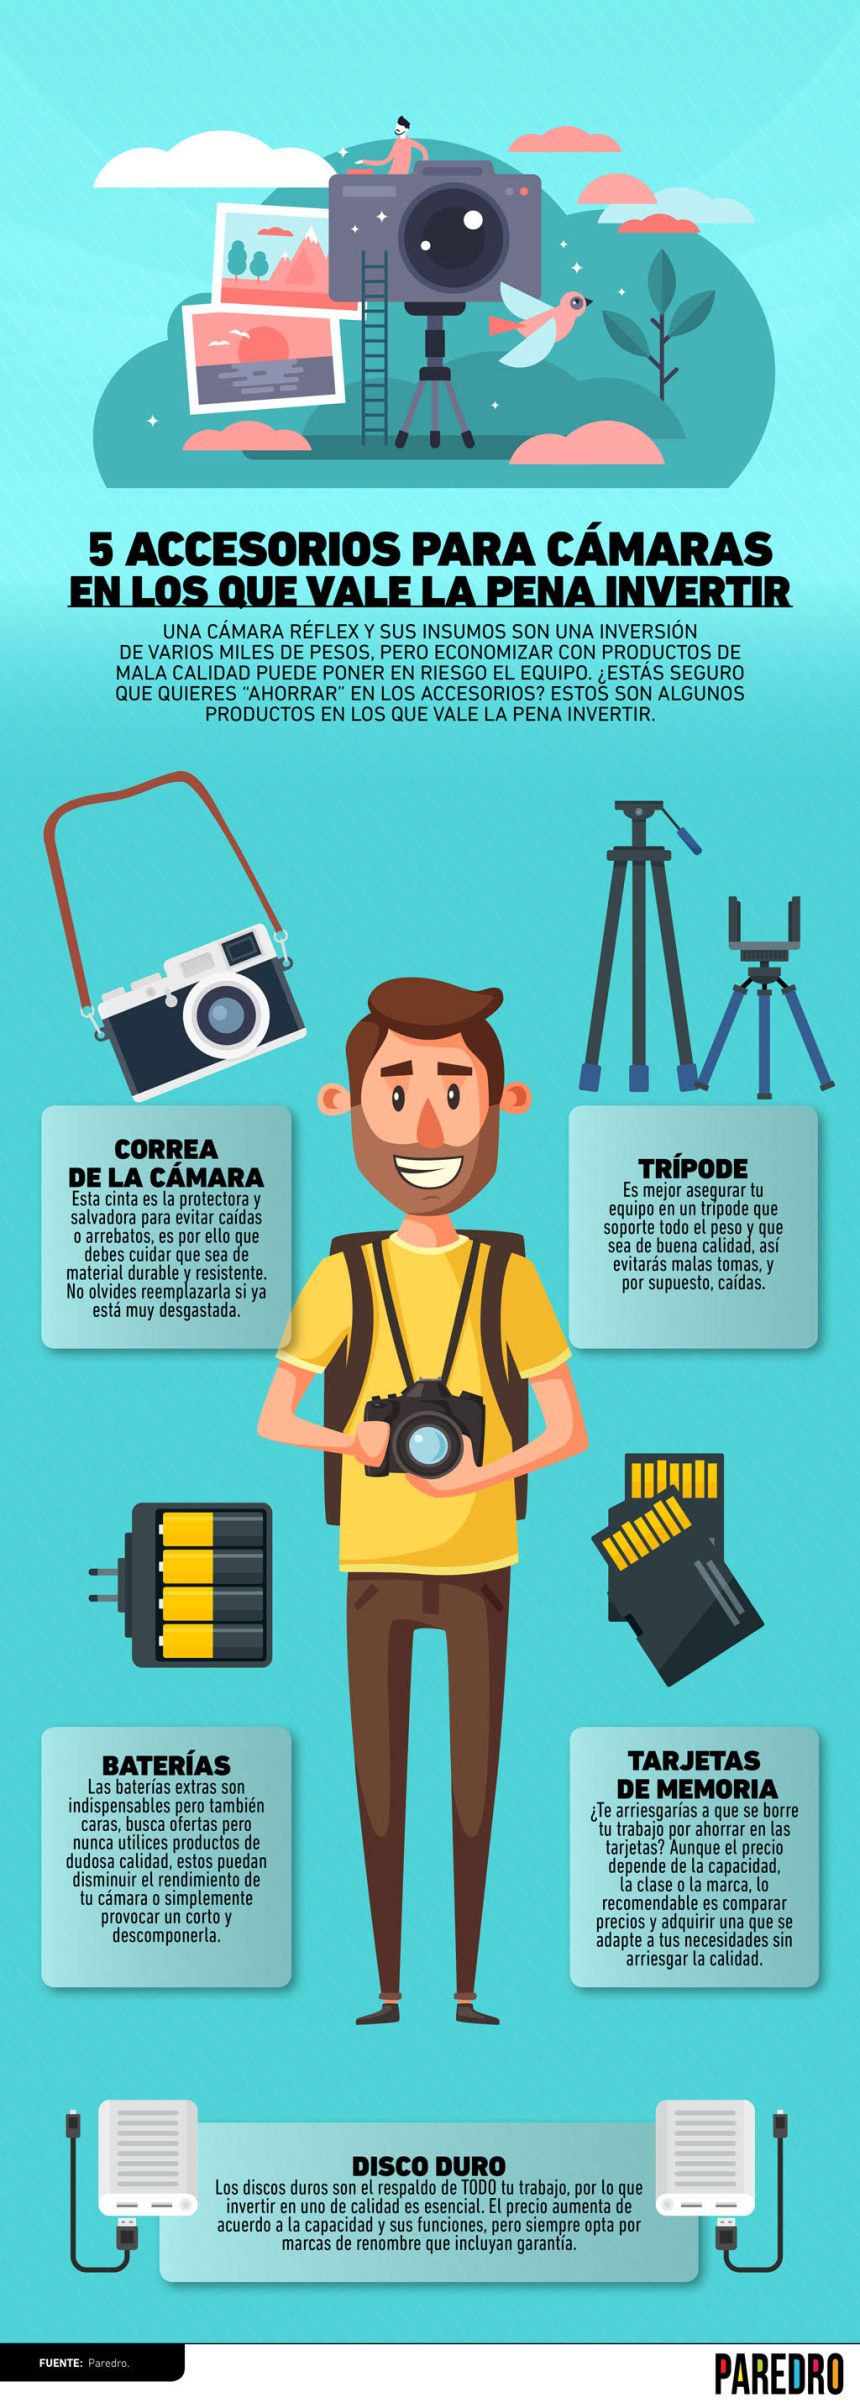 5 ACCESORIOS PARA CÁMARAS
EN LOS QUE VALE LA PENA INVERTIR
UNA CÁMARA RÉFLEX Y SUS INSUMOS SON UNA INVERSIÓN
DE VARIOS MILES DE PESOS, PERO ECONOMIZAR CON PRODUCTOS DE
MALA CALIDAD PUEDE PONER EN RIESGO EL EQUIPO. ¿ESTÁS SEGURO
QUE QUIERES “AHORRAR” EN LOS ACCESORIOS? ESTOS SON ALGUNOS
PRODUCTOS EN LOS QUE VALE LA PENA INVERTIR.
CORREA
DE LA CÁMARA
Esta cinta es la protectora y
salvadora para evitar caídas
o arrebatos, es por ello que
debes cuidar que sea de
material durable y resistente.
No olvides reemplazarla si ya
está muy desgastada.
TRÍPODE
Es mejor asegurar tu
equipo en un trípode que
soporte todo el peso y que
sea de buena calidad, así
evitarás malas tomas, y
por supuesto, caídas.
BATERÍAS
Las baterías extras son
indispensables pero también
caras, busca ofertas pero
nunca utilices productos de
dudosa calidad, estos puedan
disminuir el rendimiento de
tu cámara o simplemente
provocar un corto y
descomponerla.
TARJETAS
DE MEMORIA
¿Te arriesgarías a que se borre
tu trabajo por ahorrar en las
tarjetas? Aunque el precio
depende de la capacidad,
la clase o la marca, lo
recomendable es comparar
precios y adquirir una que se
adapte a tus necesidades sin
arriesgar la calidad.
DISCO DURO
Los discos duros son el respaldo de TODO tu trabajo, por lo que
invertir en uno de calidad es esencial. El precio aumenta de
acuerdo a la capacidad y sus funciones, pero siempre opta por
marcas de renombre que incluyan garantía.
FUENTE: Paredro.
PAREDRO